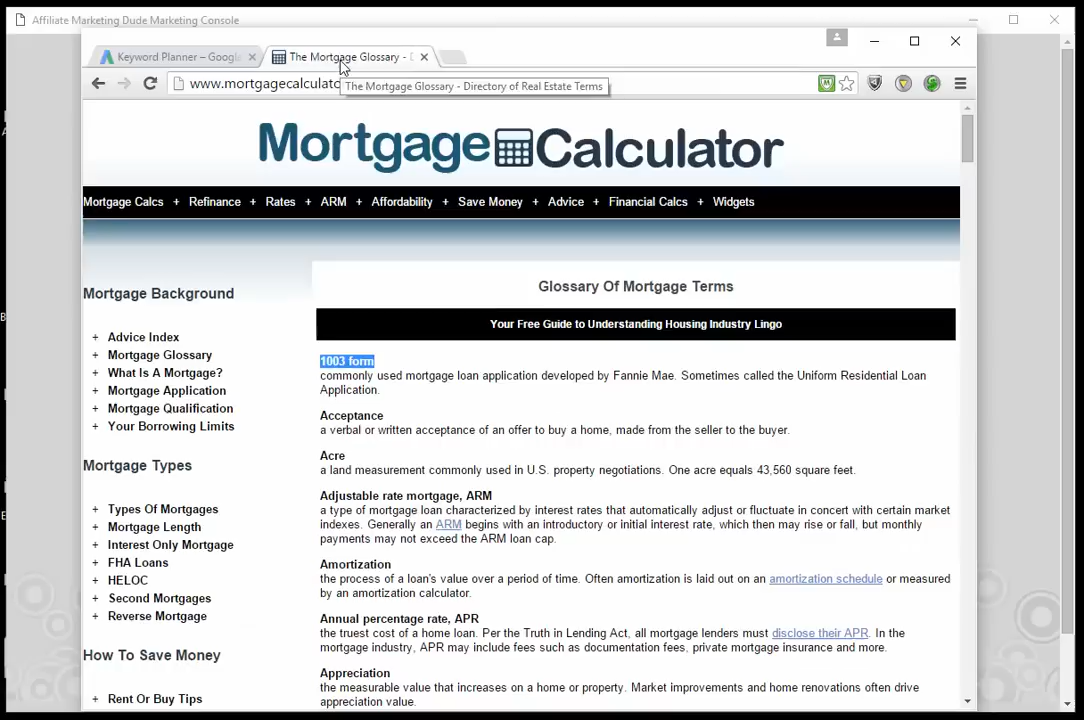 Affiliate Marketing Dude Marketing Console
Keyword Planner – Googl
The Mortgage Glossary - D
www.mortgagecalculato
The Mortgage Glossary - Directory of Real Estate Terms
Mortgage Calculator
Mortgage Calcs + Refinance + Rates + ARM + Affordability + Save Money + Advice + Financial Calcs + Widgets
Mortgage Background
+ Advice Index
+ Mortgage Glossary
+ What Is A Mortgage?
+ Mortgage Application
+ Mortgage Qualification
+ Your Borrowing Limits
Mortgage Types
+ Types Of Mortgages
+ Mortgage Length
+ Interest Only Mortgage
+ FHA Loans
+ HELOC
+ Second Mortgages
+ Reverse Mortgage
How To Save Money
+ Rent Or Buy Tips
Glossary Of Mortgage Terms
Your Free Guide to Understanding Housing Industry Lingo
1003 form
commonly used mortgage loan application developed by Fannie Mae. Sometimes called the Uniform Residential Loan
Application.
Acceptance
a verbal or written acceptance of an offer to buy a home, made from the seller to the buyer.
Acre
a land measurement commonly used in U.S. property negotiations. One acre equals 43,560 square feet.
Adjustable rate mortgage, ARM
a type of mortgage loan characterized by interest rates that automatically adjust or fluctuate in concert with certain market
indexes. Generally an ARM begins with an introductory or initial interest rate, which then may rise or fall, but monthly
payments may not exceed the ARM loan cap.
Amortization
the process of a loan's value over a period of time. Often amortization is laid out on an amortization schedule or measured
by an amortization calculator.
Annual percentage rate, APR
the truest cost of a home loan. Per the Truth in Lending Act, all mortgage lenders must disclose their APR. In the
mortgage industry, APR may include fees such as documentation fees, private mortgage insurance and more.
Appreciation
the measurable value that increases on a home or property. Market improvements and home renovations often drive
appreciation value.